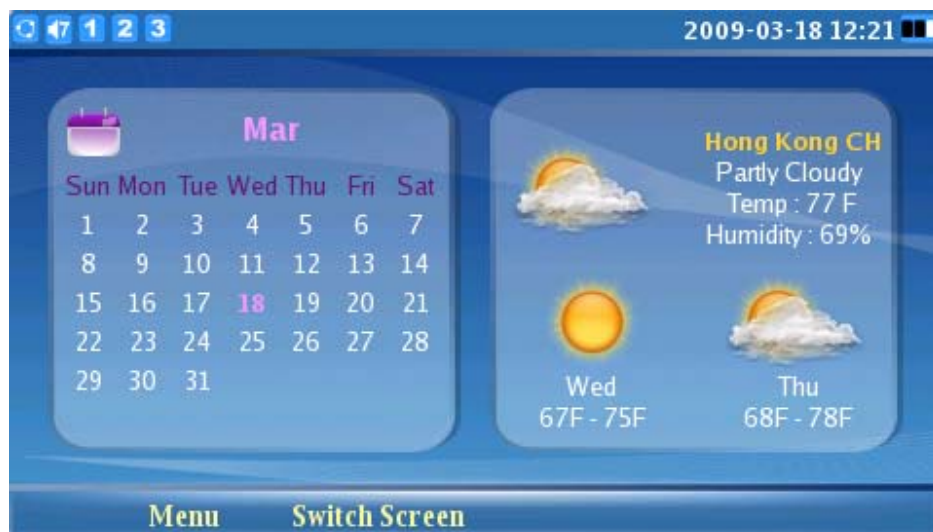 7 1 2 3 2009-03-18 12:21
Mar
Sun Mon Tue Wed Thu Fri Sat
1 2 3 4 5 6 7
8 9 10 11 12 13 14
15 16 17 18 19 20 21
22 23 24 25 26 27 28
29 30 31
Hong Kong CH
Partly Cloudy
Temp : 77 F
Humidity : 69%
Wed
67F - 75F
Thu
68F - 78F
Menu Switch Screen